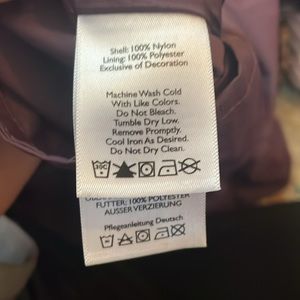 Shell: 100% Nylon
Lining: 100% Polyester
Exclusive of Decoration
Machine Wash Cold
With Like Colors.
Do Not Bleach.
Tumble Dry Low.
Remove Promptly.
Cool Iron As Desired.
Do Not Dry Clean.
30C
FUTTER: 100% POLYESTER
AUSSER VERZIERUNG
Pflegeanleitung Deutsch